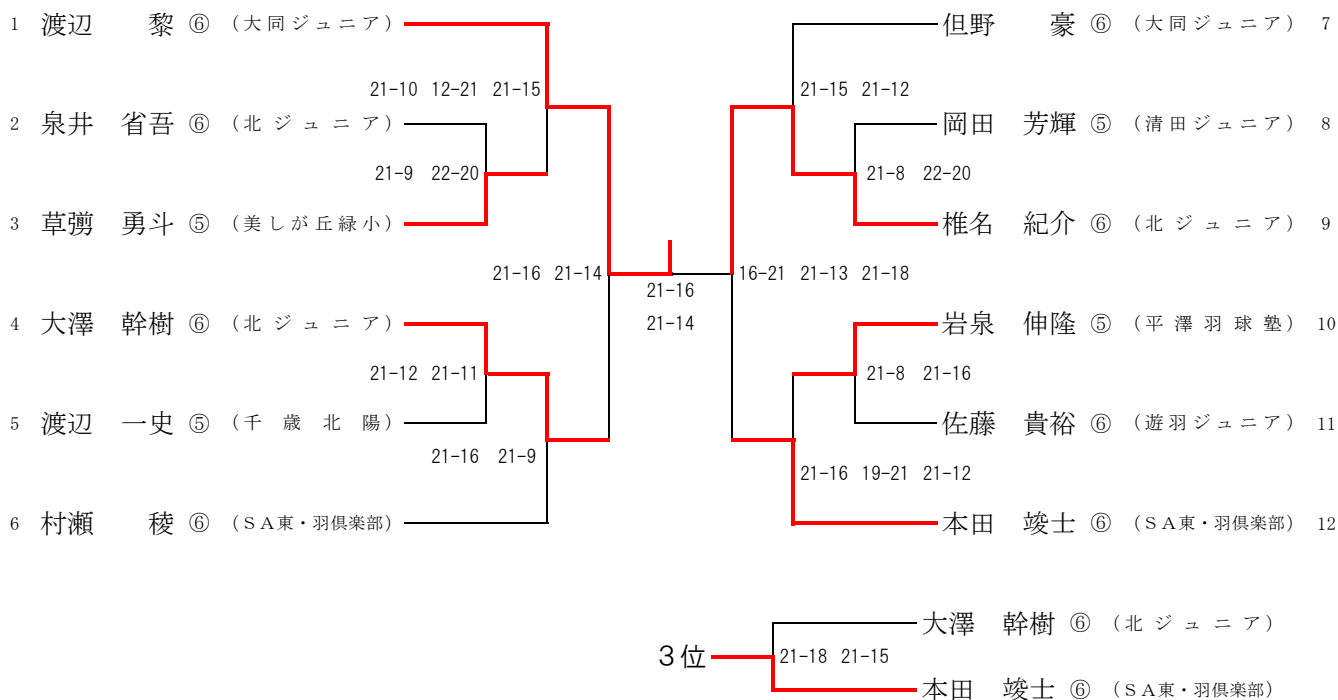 1 渡辺　黎 ⑥ (大同ジュニア)
21-10 12-21 21-15
2 泉井 省吾 ⑥ (北ジュニア)
21-9 22-20
3 草彅 勇斗 ⑤ (美しが丘緑小)
21-16 21-14
4 大澤 幹樹 ⑥ (北ジュニア)
21-12 21-11
5 渡辺 一史 ⑤ (千歳北陽)
21-16 21-9
6 村瀬　稜 ⑥ (SA東・羽倶楽部)
21-16
21-14
但野　豪 ⑥ (大同ジュニア) 7
21-15 21-12
岡田 芳輝 ⑤ (清田ジュニア) 8
21-8 22-20
椎名 紀介 ⑥ (北ジュニア) 9
16-21 21-13 21-18
岩泉 伸隆 ⑤ (平澤羽球塾) 10
21-8 21-16
佐藤 貴裕 ⑥ (遊羽ジュニア) 11
21-16 19-21 21-12
本田 竣士 ⑥ (SA東・羽倶楽部) 12
大澤 幹樹 ⑥ (北ジュニア)
3位 21-18 21-15
本田 竣士 ⑥ (SA東・羽倶楽部)